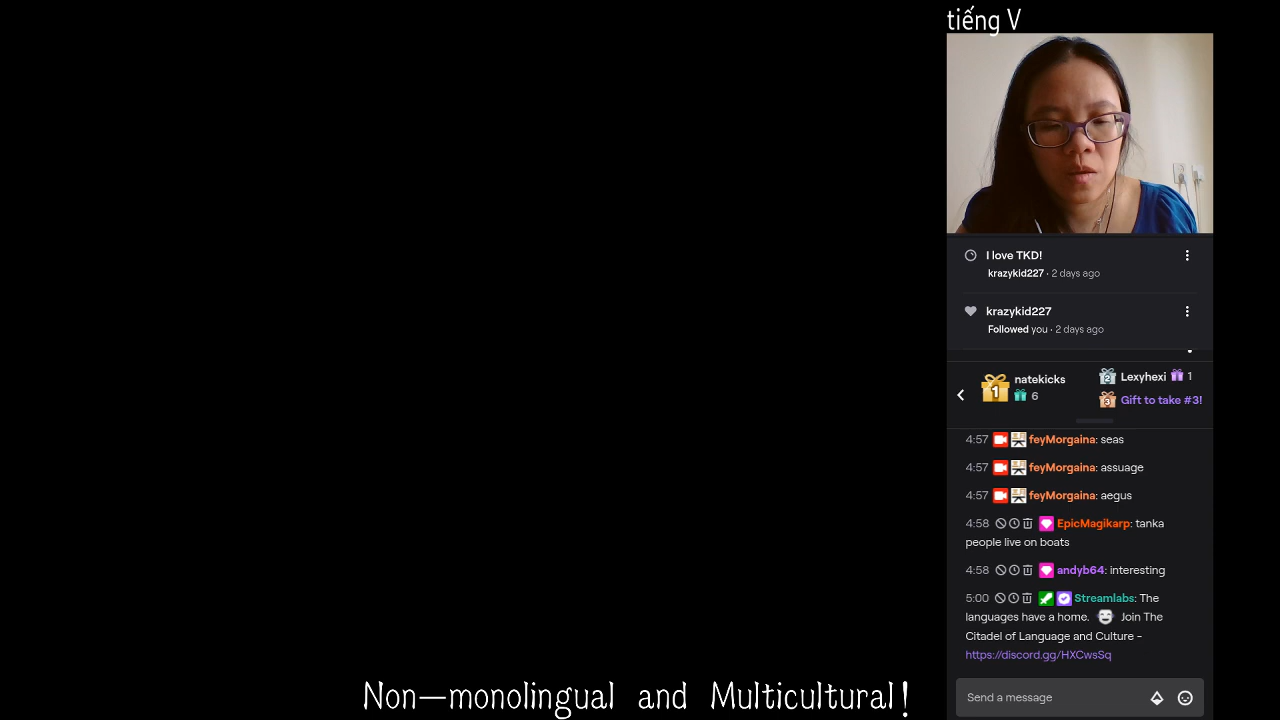 tiếng V
I love TKD!
krazykid227 · 2 days ago
krazykid227
Followed you · 2 days ago
1 natekicks
6
2 Lexyhexi 1
3 Gift to take #3!
4:57 feyMorgaina: seas
4:57 feyMorgaina: assuage
4:57 feyMorgaina: aegus
4:58 EpicMagikarp: tanka
people live on boats
4:58 andyb64: interesting
5:00 Streamlabs: The
languages have a home. Join The
Citadel of Language and Culture -
https://discord.gg/HXCwsSq
Send a message
Non—monolingual and Multicultural!